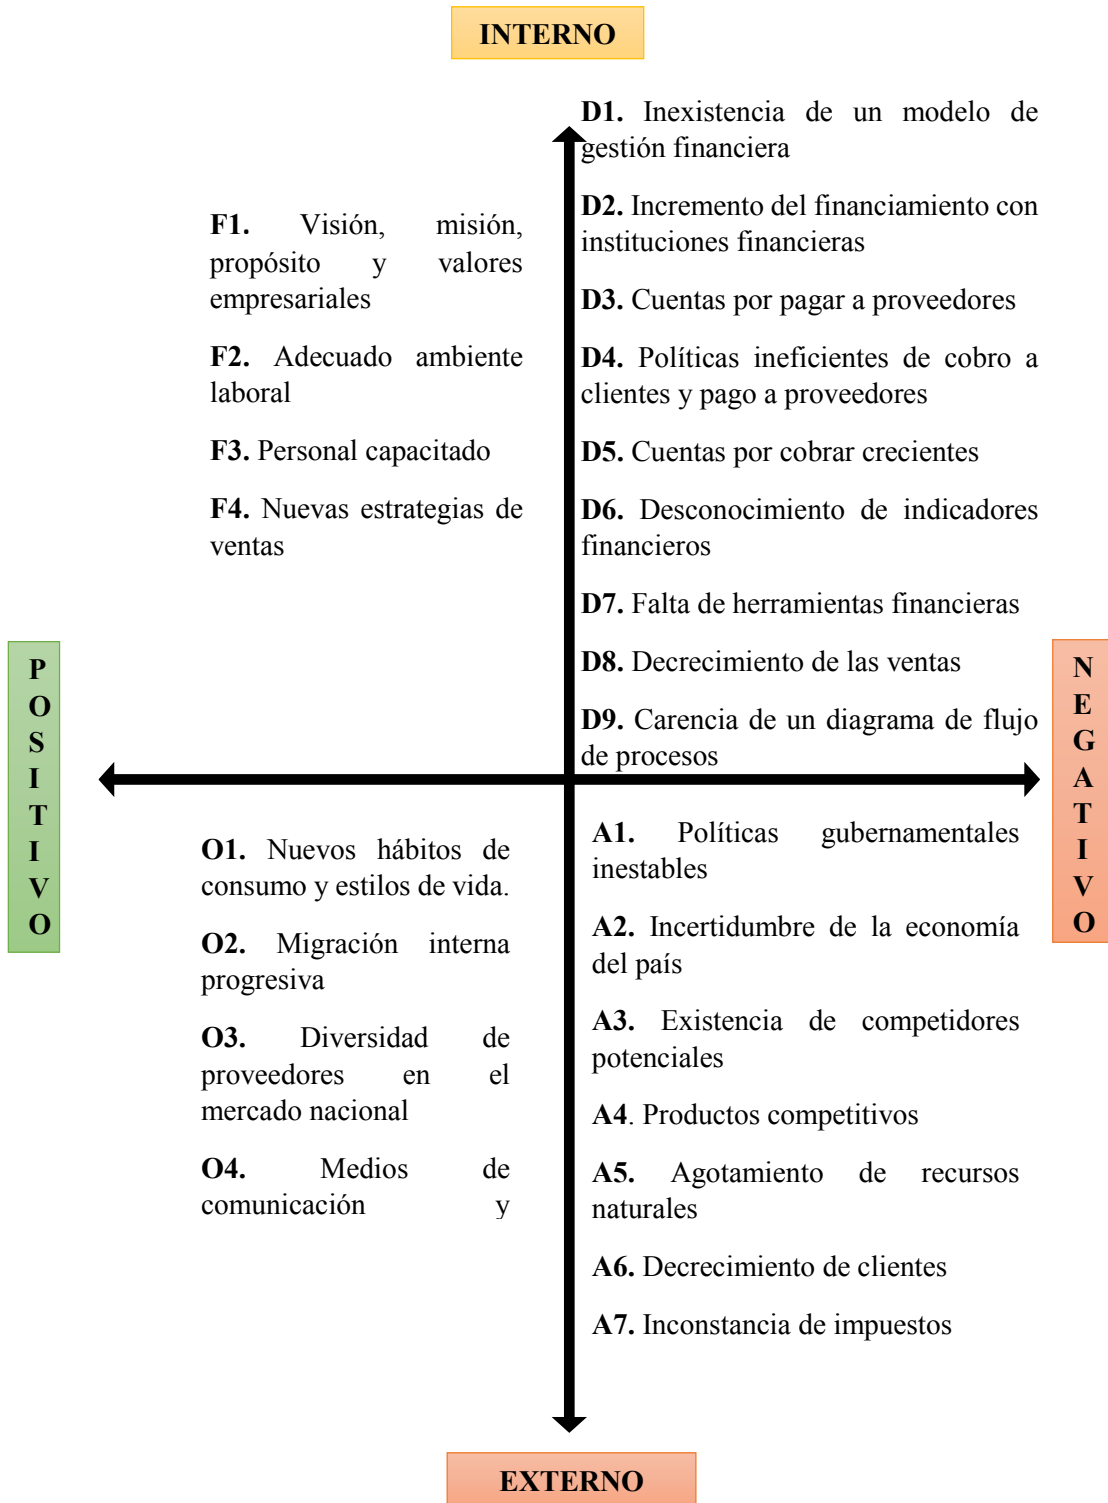 INTERNO
F1. Visión, misión,
propósito y valores
empresariales
F2. Adecuado ambiente
laboral
F3. Personal capacitado
F4. Nuevas estrategias de
ventas
D1. Inexistencia de un modelo de
gestión financiera
D2. Incremento del financiamiento con
instituciones financieras
D3. Cuentas por pagar a proveedores
D4. Políticas ineficientes de cobro a
clientes y pago a proveedores
D5. Cuentas por cobrar crecientes
D6. Desconocimiento de indicadores
financieros
D7. Falta de herramientas financieras
D8. Decrecimiento de las ventas
D9. Carencia de un diagrama de flujo
de procesos
P
O
S
I
T
I
V
O
N
E
G
A
T
I
V
O
O1. Nuevos hábitos de
consumo y estilos de vida.
O2. Migración interna
progresiva
O3. Diversidad de
proveedores en el
mercado nacional
O4. Medios de
comunicación y
A1. Políticas gubernamentales
inestables
A2. Incertidumbre de la economía
del país
A3. Existencia de competidores
potenciales
A4. Productos competitivos
A5. Agotamiento de recursos
naturales
A6. Decrecimiento de clientes
A7. Inconstancia de impuestos
EXTERNO